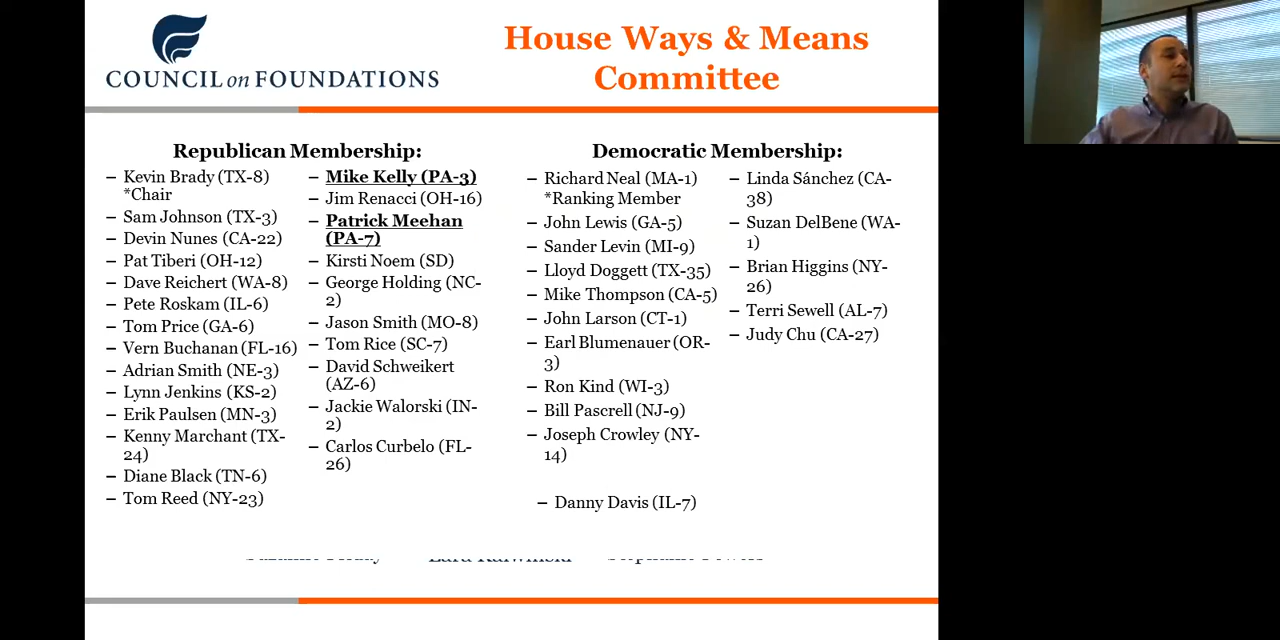 COUNCIL on FOUNDATIONS
House Ways & Means
Committee
Republican Membership:
– Kevin Brady (TX-8)
*Chair
– Sam Johnson (TX-3)
– Devin Nunes (CA-22)
– Pat Tiberi (OH-12)
– Dave Reichert (WA-8)
– Pete Roskam (IL-6)
– Tom Price (GA-6)
– Vern Buchanan (FL-16)
– Adrian Smith (NE-3)
– Lynn Jenkins (KS-2)
– Erik Paulsen (MN-3)
– Kenny Marchant (TX-
24)
– Diane Black (TN-6)
– Tom Reed (NY-23)
– Mike Kelly (PA-3)
– Jim Renacci (OH-16)
– Patrick Meehan
(PA-7)
– Kirsti Noem (SD)
– George Holding (NC-
2)
– Jason Smith (MO-8)
– Tom Rice (SC-7)
– David Schweikert
(AZ-6)
– Jackie Walorski (IN-
2)
– Carlos Curbelo (FL-
26)
Democratic Membership:
– Richard Neal (MA-1)
*Ranking Member
– John Lewis (GA-5)
– Sander Levin (MI-9)
– Lloyd Doggett (TX-35)
– Mike Thompson (CA-5)
– John Larson (CT-1)
– Earl Blumenauer (OR-
3)
– Ron Kind (WI-3)
– Bill Pascrell (NJ-9)
– Joseph Crowley (NY-
14)
– Danny Davis (IL-7)
– Linda Sánchez (CA-
38)
– Suzan DelBene (WA-
1)
– Brian Higgins (NY-
26)
– Terri Sewell (AL-7)
– Judy Chu (CA-27)